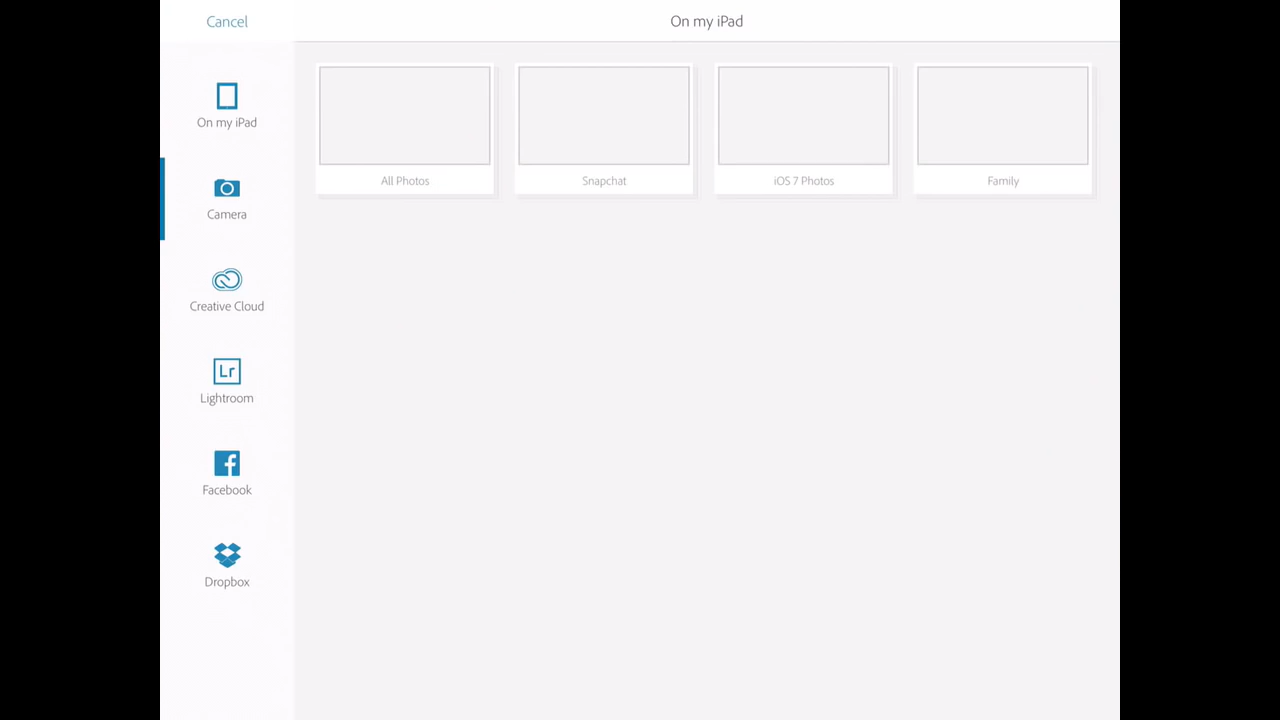 Cancel
On my iPad
On my iPad
Camera
Creative Cloud
Lr
Lightroom
Facebook
Dropbox
All Photos
Snapchat
iOS 7 Photos
Family